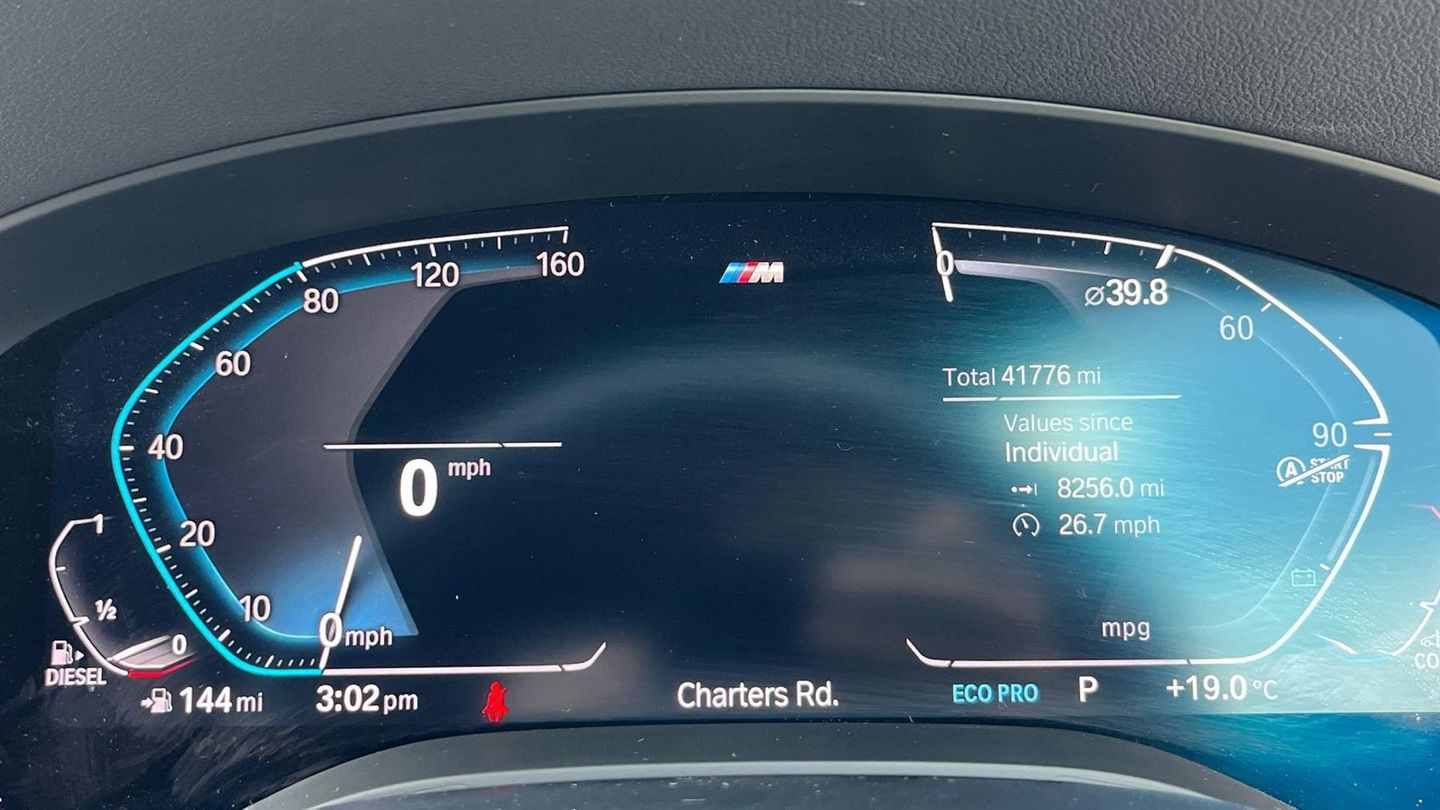 160
120
80
60
40
20
10
0 mph
0 mph
M
0
⌀39.8
60
90
Total 41776 mi
Values since
Individual
8256.0 mi
26.7 mph
A START
STOP
mpg
1
½
0
DIESEL
144 mi
3:02 pm
Charters Rd.
ECO PRO
P
+19.0 °C